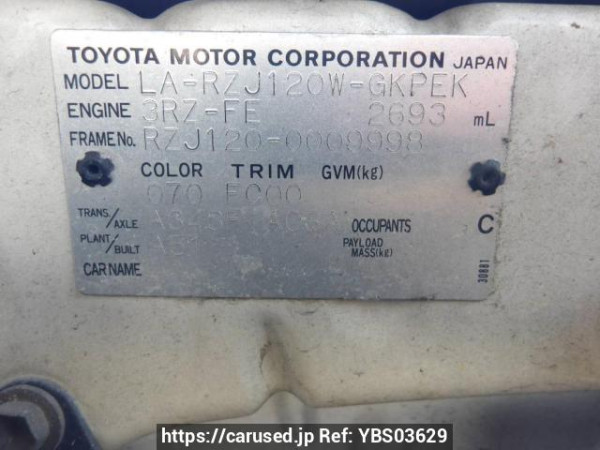 TOYOTA MOTOR CORPORATION JAPAN
MODEL LA-RZJ120W-GKPEK
ENGINE 3RZ-FE 2693 mL
FRAME No. RZJ120-0009998
COLOR TRIM GVM(kg)
070 FC00
TRANS/AXLE OCCUPANTS C
PLANT/BUILT PAYLOAD MASS(kg)
CAR NAME
30881
https://carused.jp Ref: YBS03629